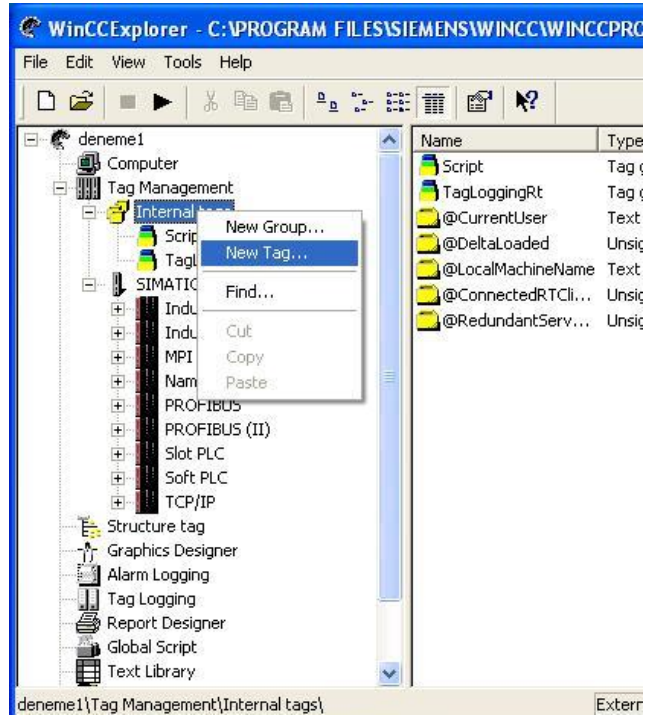 WinCCExplorer - C:\PROGRAM FILES\SIEMENS\WINCC\WINCCPRO
File Edit View Tools Help
deneme1
Computer
Tag Management
Internal tags
Scrip
TagL
SIMATIC
Indu
Indu
MPI
Nam
PROFIBUS
PROFIBUS (II)
Slot PLC
Soft PLC
TCP/IP
Structure tag
Graphics Designer
Alarm Logging
Tag Logging
Report Designer
Global Script
Text Library
New Group...
New Tag...
Find...
Cut
Copy
Paste
Name Type
Script Tag g
TagLoggingRt Tag g
@CurrentUser Text
@DeltaLoaded Unsig
@LocalMachineName Text
@ConnectedRTCli... Unsig
@RedundantServ... Unsig
deneme1\Tag Management\Internal tags\ Extern